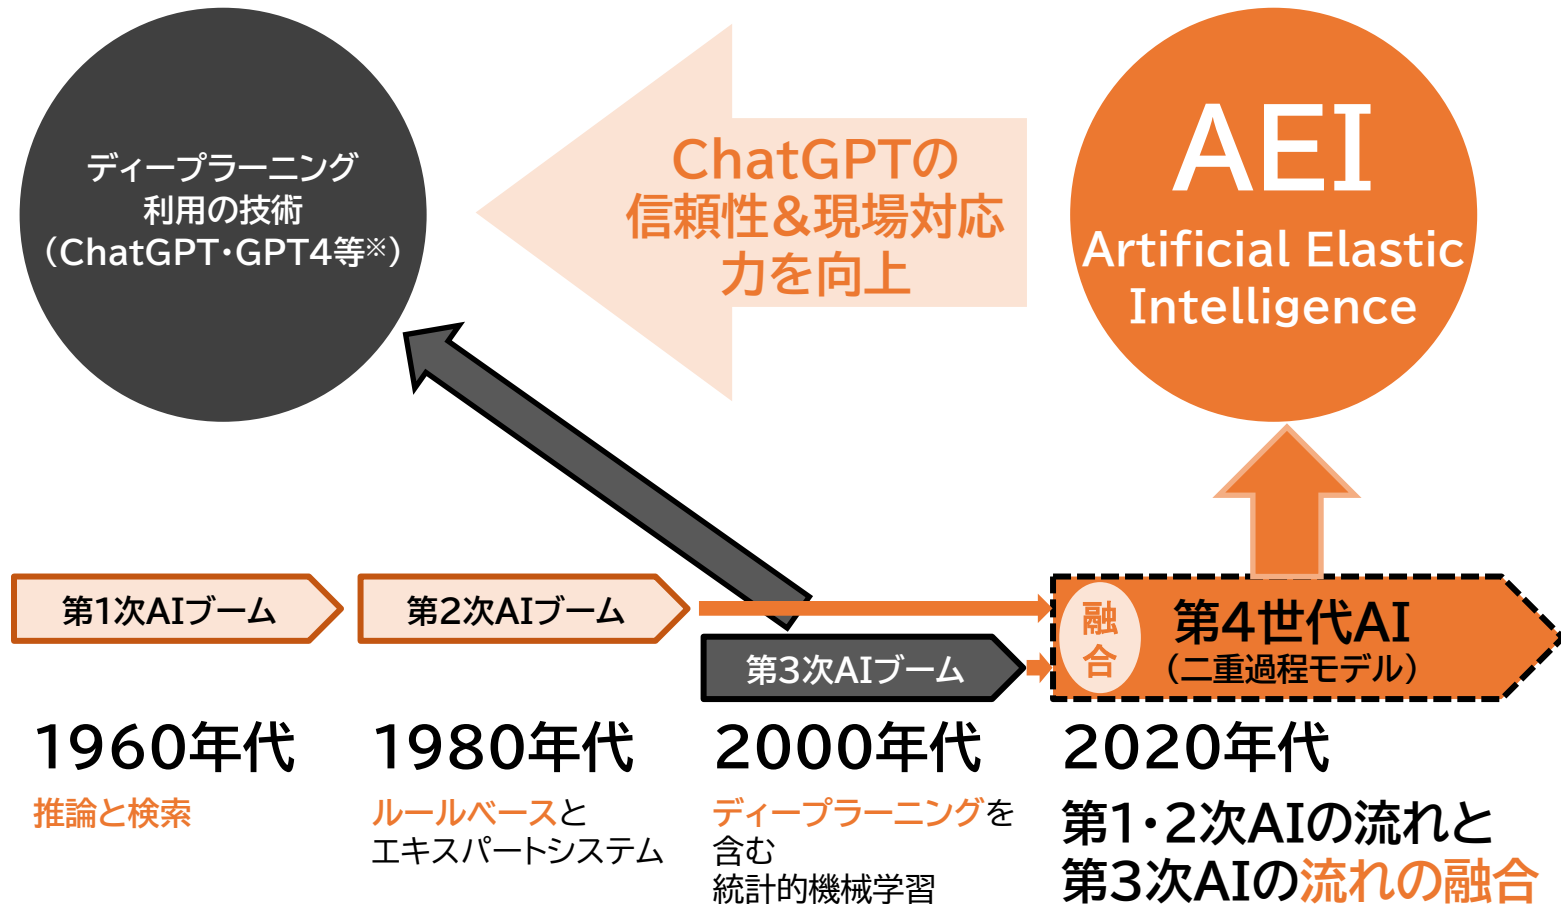 ディープラーニング
利用の技術
（ChatGPT・GPT4等※）
ChatGPTの
信頼性＆現場対応
力を向上
AEI
Artificial Elastic
Intelligence
第1次AIブーム
第2次AIブーム
第3次AIブーム
融
合
第4世代AI
（二重過程モデル）
1960年代
推論と検索
1980年代
ルールベースと
エキスパートシステム
2000年代
ディープラーニングを
含む
統計的機械学習
2020年代
第1・2次AIの流れと
第3次AIの流れの融合